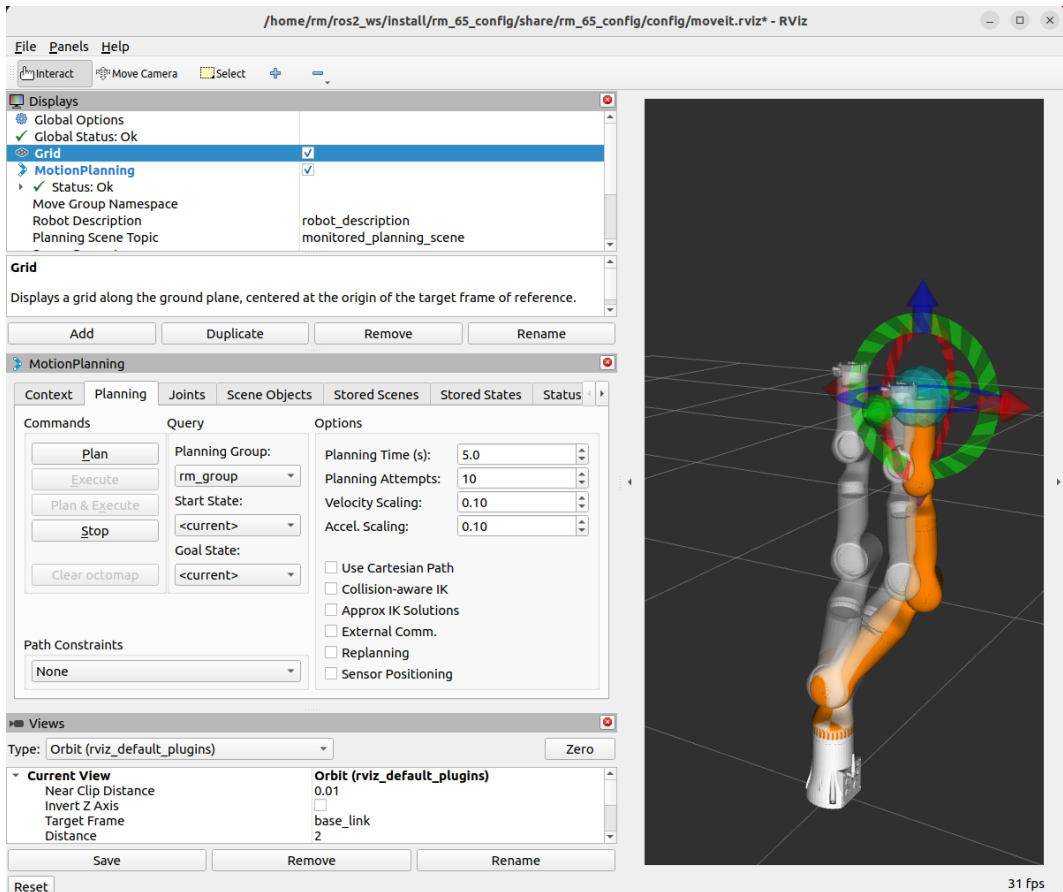 /home/rm/ros2_ws/install/rm_65_config/share/rm_65_config/config/moveit.rviz* - RViz
File Panels Help
Interact Move Camera Select
Displays
Global Options
Global Status: Ok
Grid
MotionPlanning
Status: Ok
Move Group Namespace
Robot Description robot_description
Planning Scene Topic monitored_planning_scene
Grid
Displays a grid along the ground plane, centered at the origin of the target frame of reference.
Add Duplicate Remove Rename
MotionPlanning
Context Planning Joints Scene Objects Stored Scenes Stored States Status
Commands Query Options
Plan Planning Group: Planning Time (s): 5.0
Execute rm_group Planning Attempts: 10
Plan & Execute Start State: Velocity Scaling: 0.10
Stop <current> Accel. Scaling: 0.10
Goal State:
Clear octomap <current> Use Cartesian Path
Collision-aware IK
Approx IK Solutions
External Comm.
Path Constraints Replanning
None Sensor Positioning
Views
Type: Orbit (rviz_default_plugins) Zero
Current View Orbit (rviz_default_plugins)
Near Clip Distance 0.01
Invert Z Axis
Target Frame base_link
Distance 2
Save Remove Rename
Reset 31 fps